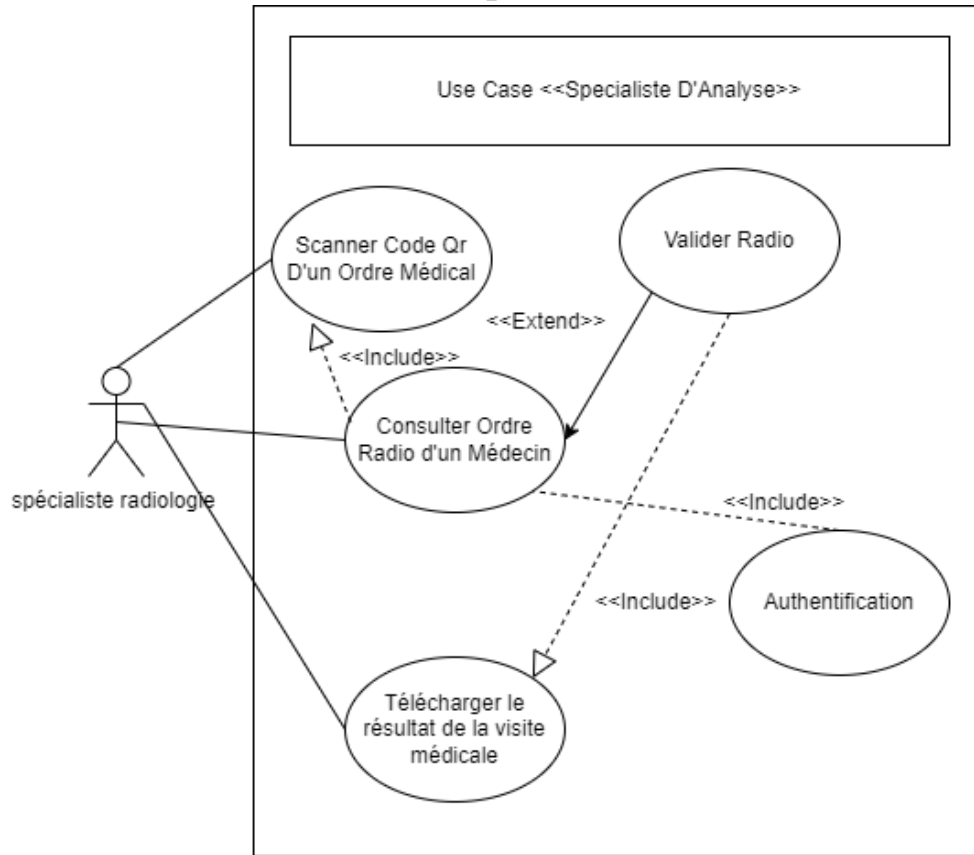 Use Case <<Specialiste D'Analyse>>
Scanner Code Qr
D'un Ordre Médical
Valider Radio
<<Extend>>
<<Include>>
Consulter Ordre
Radio d'un Médecin
spécialiste radiologie
<<Include>>
<<Include>>
Authentification
Télécharger le
résultat de la visite
médicale